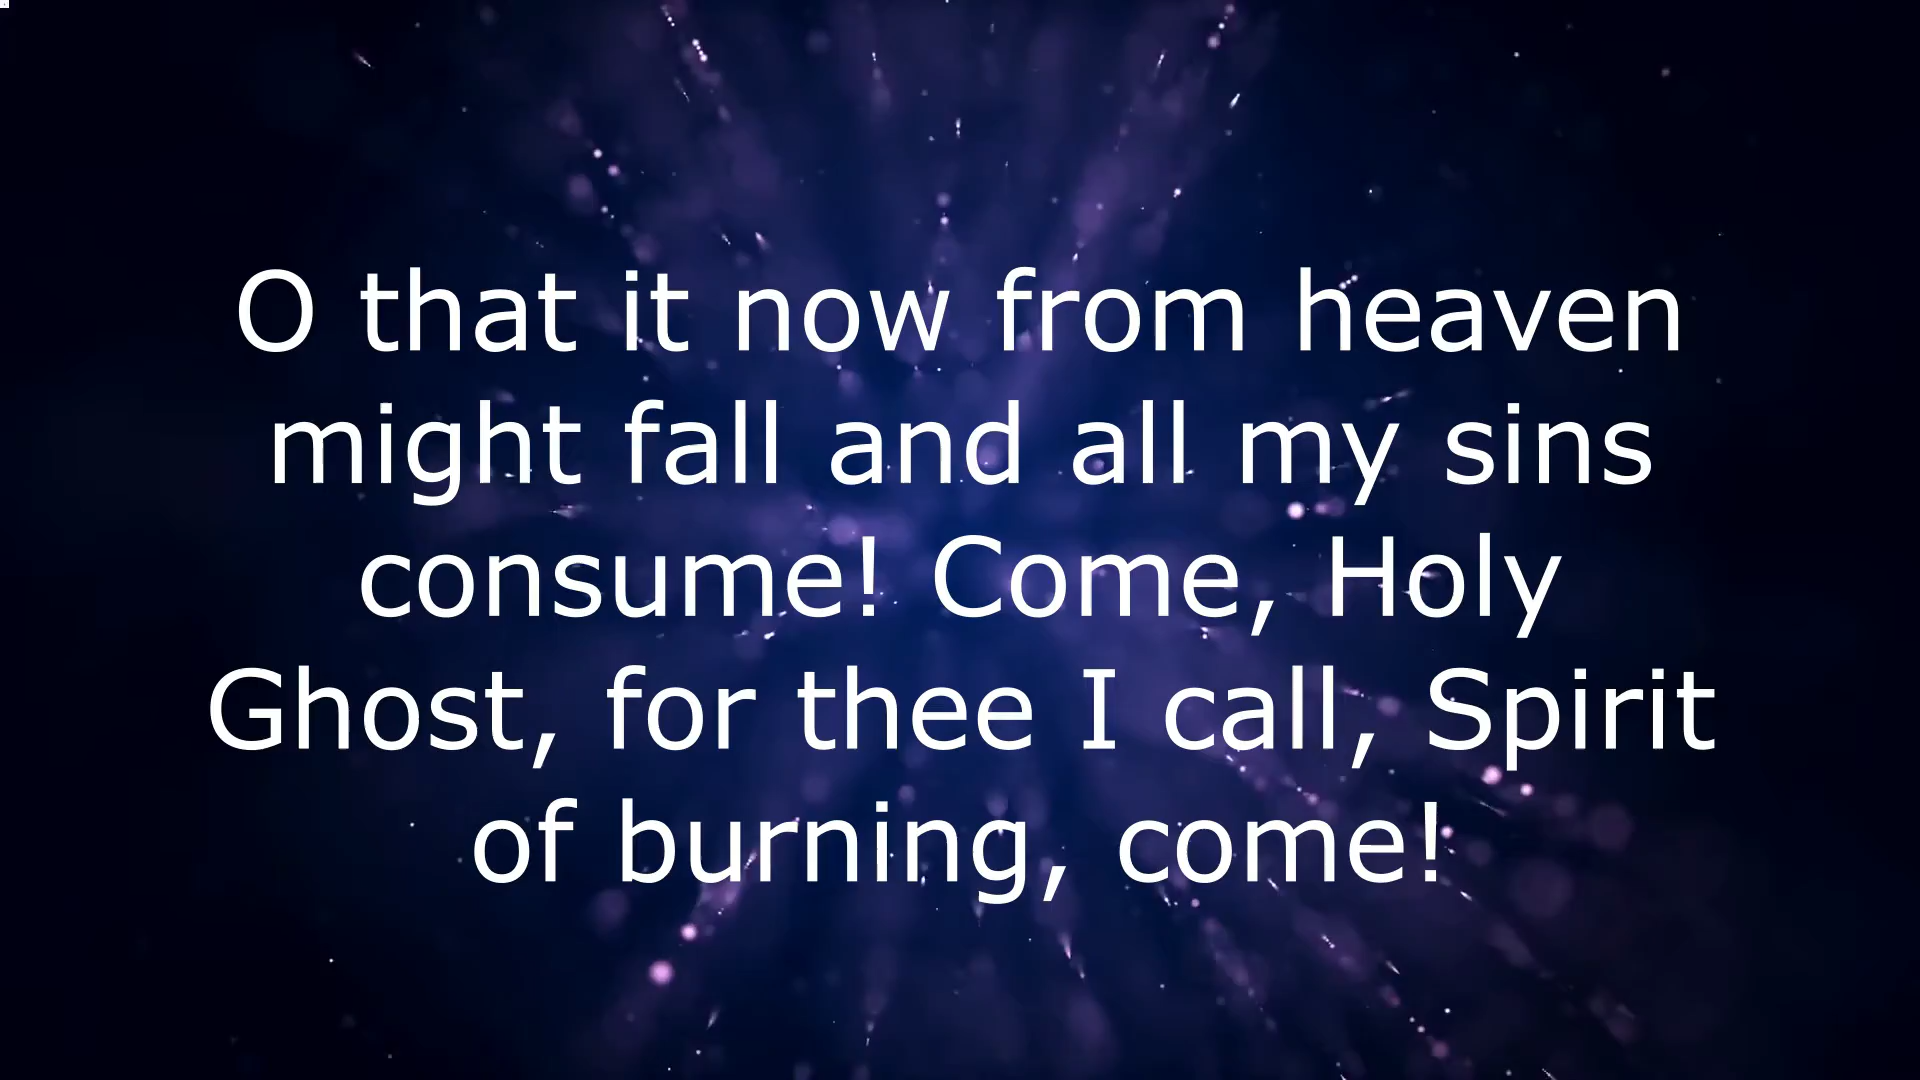 O that it now from heaven
might fall and all my sins
consume! Come, Holy
Ghost, for thee I call, Spirit
of burning, come!